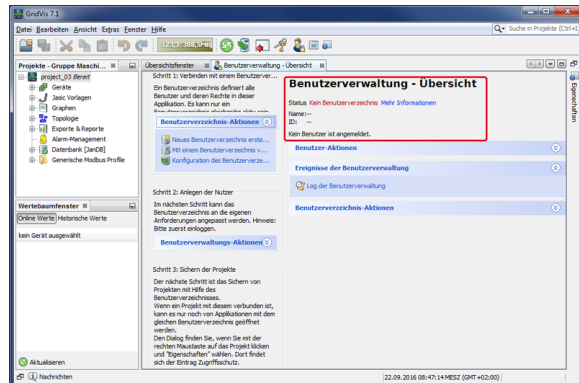 GridVis 7.1
Datei Bearbeiten Ansicht Extras Fenster Hilfe
Suche in Projekte (Ctrl+I
Projekte - Gruppe Maschi...
project_03 Bereit
Geräte
Jasic Vorlagen
Graphen
Topologie
Exporte & Reporte
Alarm-Management
Datenbank [JanDB]
Generische Modbus Profile
Wertebaumfenster
Online Werte Historische Werte
kein Gerät ausgewählt
Aktualisieren
Nachrichten
Übersichtsfenster
Benutzerverwaltung - Übersicht
Schritt 1: Verbinden mit einem Benutzerver...
Ein Benutzerverzeichnis definiert alle
Benutzer und deren Rechte in dieser
Applikation. Es kann nur ein
Benutzerverzeichnis-Aktionen
Neues Benutzerverzeichnis erste...
Mit einem Benutzerverzeichnis v...
Konfiguration des Benutzerverze...
Schritt 2: Anlegen der Nutzer
Im nächsten Schritt kann das
Benutzerverzeichnis an die eigenen
Anforderungen angepasst werden. Hinweis:
Bitte zuerst einloggen.
Benutzerverwaltungs-Aktionen
Schritt 3: Sichern der Projekte
Der nächste Schritt ist das Sichern von
Projekten mit Hilfe des
Benutzerverzeichnisses.
Wenn ein Projekt mit diesem verbunden ist,
kann es nur noch von Applikationen mit dem
gleichen Benutzerverzeichnis geöffnet
werden.
Den Dialog finden Sie, wenn Sie mit der
rechten Maustaste auf das Projekt klicken
und "Eigenschaften" wählen. Dort findet
sich der Eintrag Zugriffsschutz.
Benutzerverwaltung - Übersicht
Status Kein Benutzerverzeichnis Mehr Informationen
Name:--
ID: --
Kein Benutzer ist angemeldet.
Benutzer-Aktionen
Ereignisse der Benutzerverwaltung
Log der Benutzerverwaltung
Benutzerverzeichnis-Aktionen
Eigenschaften
22.09.2016 08:47:14 MESZ (GMT+02:00)